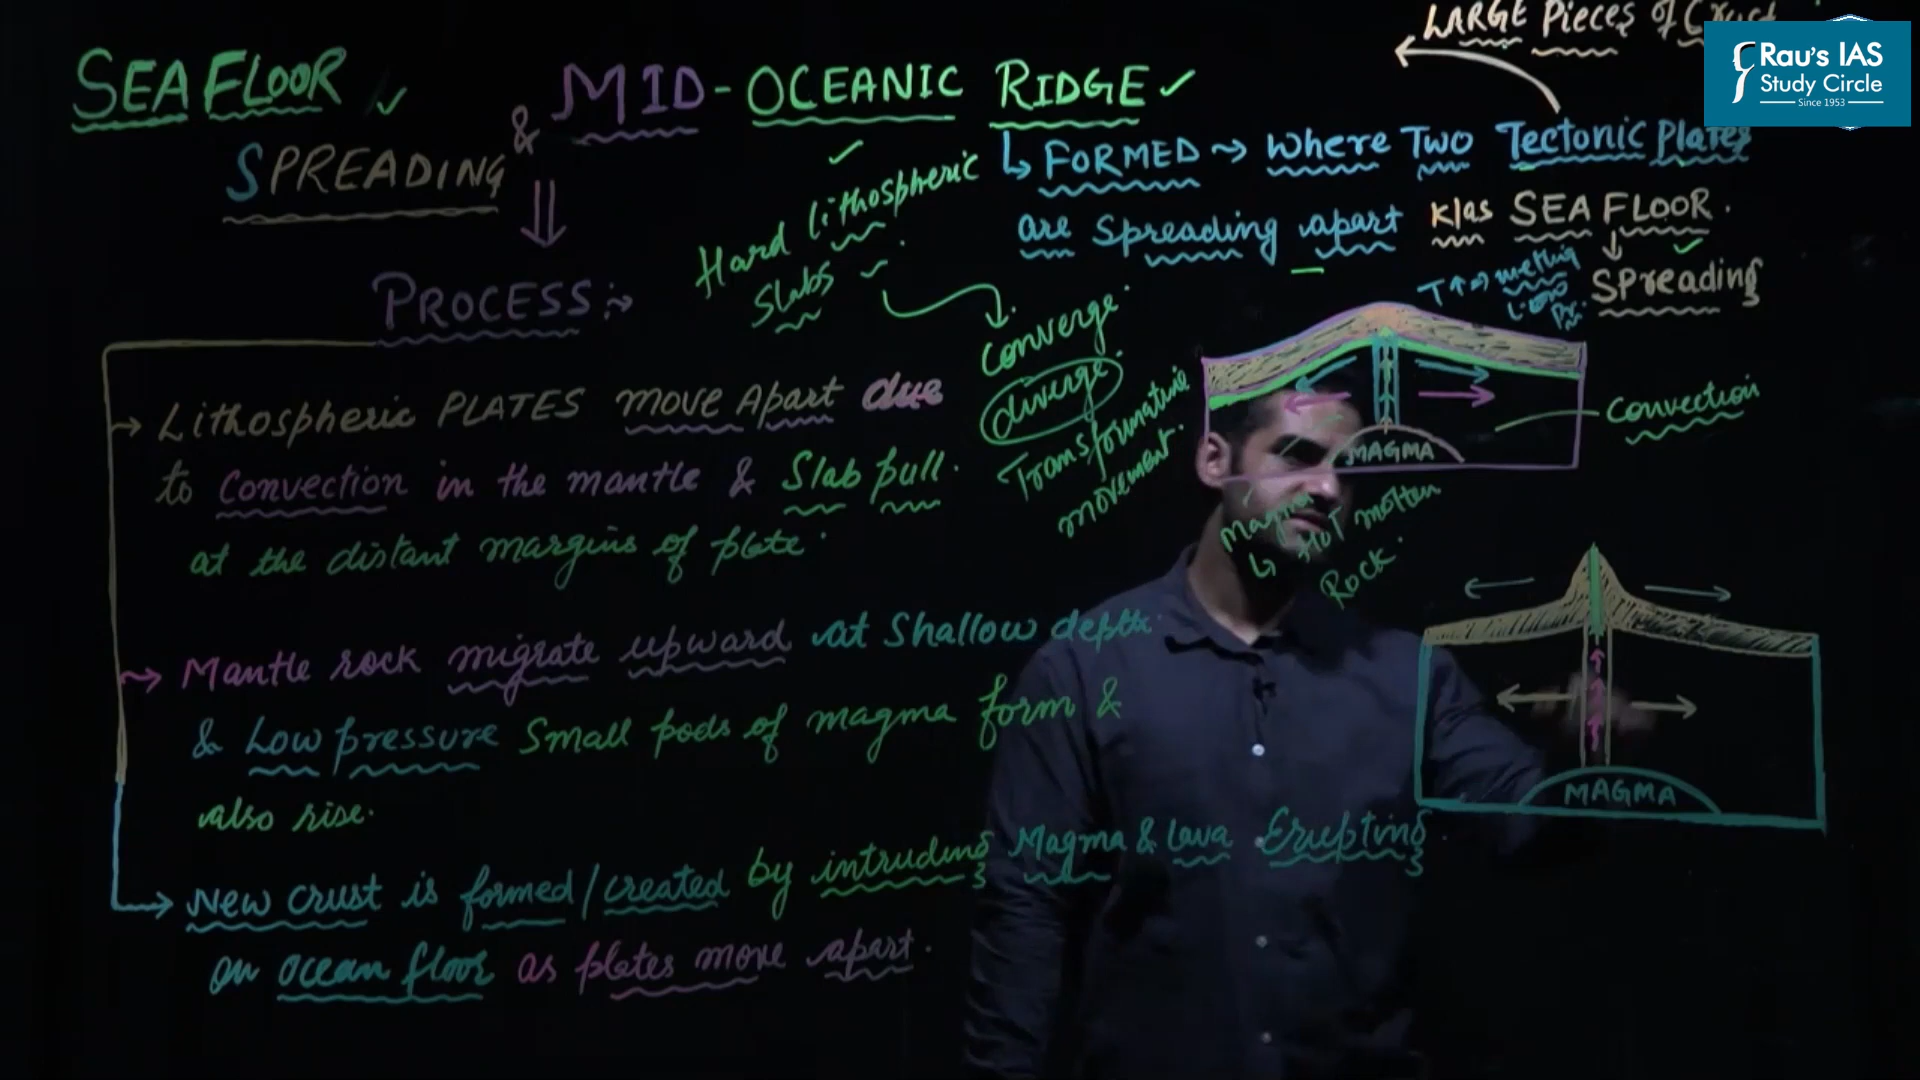 LARGE Pieces of Crust
Rau's IAS
Study Circle
Since 1953
SEA FLOOR
SPREADING
& MID-OCEANIC RIDGE
FORMED Where Two Tectonic Plates
are Spreading apart k/as SEA FLOOR.
Spreading
Hard lithospheric
Slabs
Converge.
diverge.
Transformative
movement.
T↑ => melting
PROCESS:
Lithospheric PLATES move Apart due
to Convection in the mantle & Slab pull.
at the distant margins of plate.
Mantle rock migrate upward at Shallow depth
& Low pressure Small pods of magma form &
also rise.
New crust is formed/created by intruding Magma & lava Erupting
on ocean floor as plates move apart.
MAGMA
Convection
Magma
HOT molten
Rock.
MAGMA